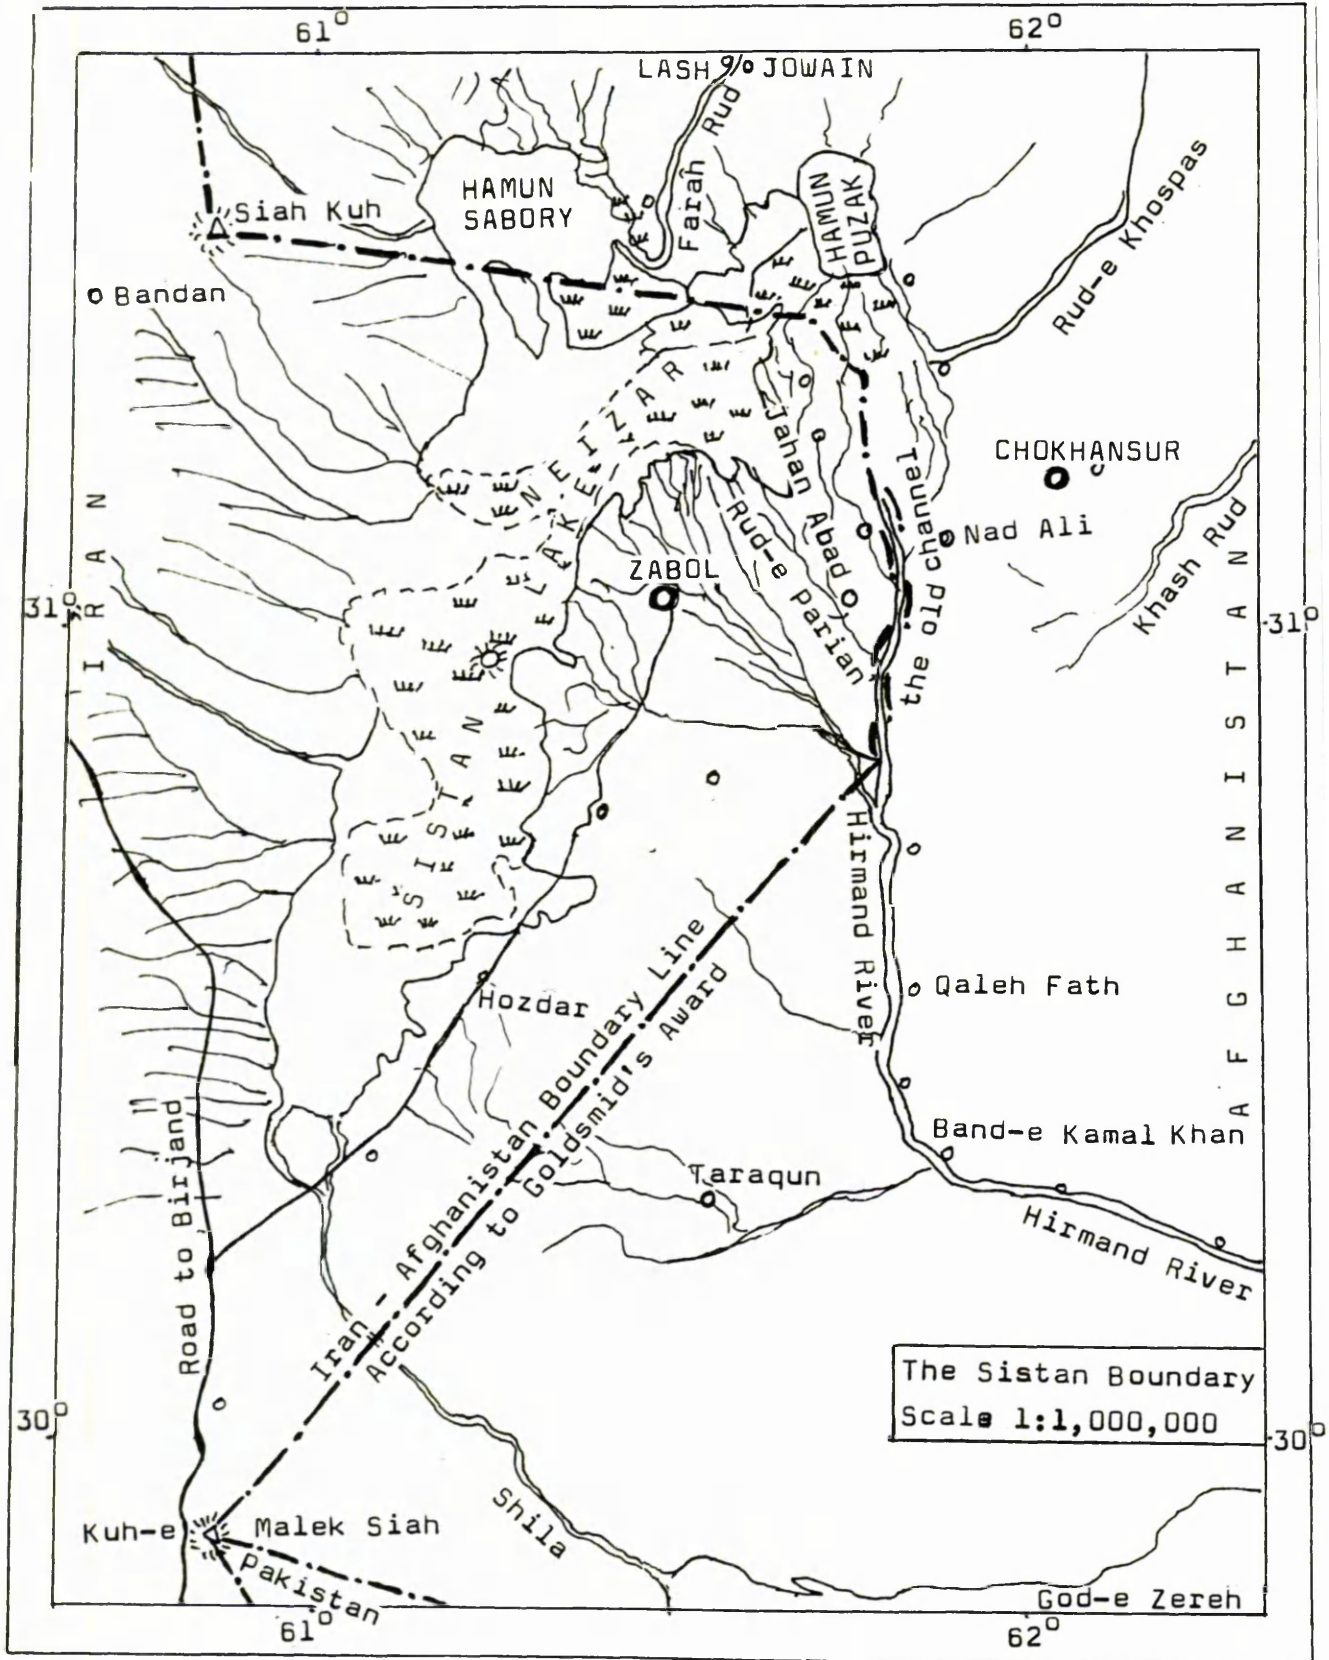 61°
62°
LASH
JOWAIN
Farah Rud
HAMUN
SABORY
HAMUN
PUZAK
Rud-e Khospas
Siah Kuh
Bandan
NEIZAR
Jahan Abad
CHOKHANSUR
the old channel
Nad Ali
Khash Rud
Rud-e parian
ZABOL
IRAN
31°
31°
AFGHANISTAN
SISTAN LAKE
Hirmand River
Qaleh Fath
Hozdar
Iran - Afghanistan Boundary Line
According to Goldsmid's Award
Band-e Kamal Khan
Taraqun
Hirmand River
Road to Birjand
The Sistan Boundary
Scale 1:1,000,000
30°
30°
Shila
Kuh-e Malek Siah
Pakistan
God-e Zereh
61°
62°